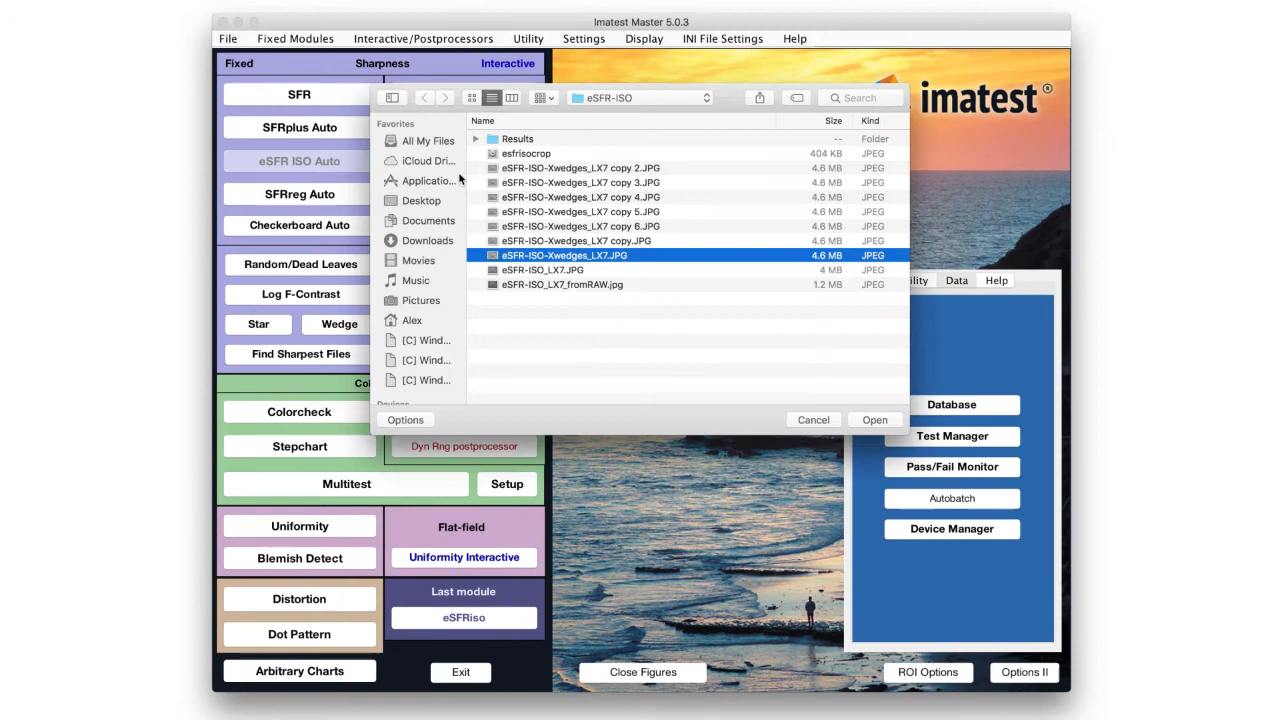 Imatest Master 5.0.3
File Fixed Modules Interactive/Postprocessors Utility Settings Display INI File Settings Help
Fixed Sharpness Interactive
SFR
SFRplus Auto
eSFR ISO Auto
SFRreg Auto
Checkerboard Auto
Random/Dead Leaves
Log F-Contrast
Star Wedge
Find Sharpest Files
Colorcheck
Stepchart
Dyn Rng postprocessor
Multitest Setup
Uniformity
Blemish Detect
Flat-field
Uniformity Interactive
Distortion
Dot Pattern
Last module
eSFRiso
Arbitrary Charts
Exit
Close Figures
ROI Options
Options II
imatest®
eSFR-ISO
Search
Favorites
All My Files
iCloud Dri...
Applicatio...
Desktop
Documents
Downloads
Movies
Music
Pictures
Alex
[C] Wind...
[C] Wind...
[C] Wind...
Name Size Kind
Results -- Folder
esfrisocrop 404 KB JPEG
eSFR-ISO-Xwedges_LX7 copy 2.JPG 4.6 MB JPEG
eSFR-ISO-Xwedges_LX7 copy 3.JPG 4.6 MB JPEG
eSFR-ISO-Xwedges_LX7 copy 4.JPG 4.6 MB JPEG
eSFR-ISO-Xwedges_LX7 copy 5.JPG 4.6 MB JPEG
eSFR-ISO-Xwedges_LX7 copy 6.JPG 4.6 MB JPEG
eSFR-ISO-Xwedges_LX7 copy.JPG 4.6 MB JPEG
eSFR-ISO-Xwedges_LX7.JPG 4.6 MB JPEG
eSFR-ISO_LX7.JPG 4 MB JPEG
eSFR-ISO_LX7_fromRAW.jpg 1.2 MB JPEG
Options Cancel Open
Data Help
Database
Test Manager
Pass/Fail Monitor
Autobatch
Device Manager